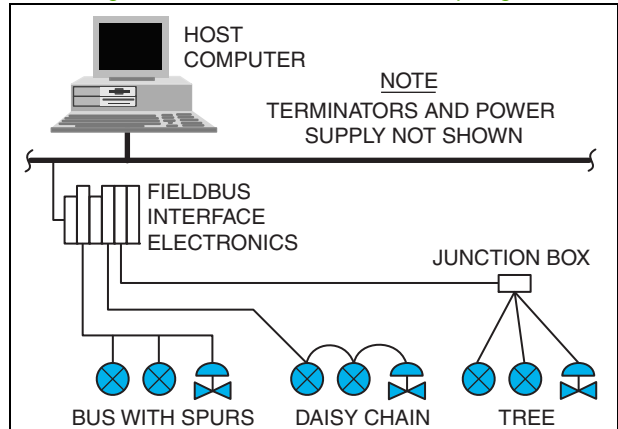 HOST
COMPUTER
NOTE
TERMINATORS AND POWER
SUPPLY NOT SHOWN
FIELDBUS
INTERFACE
ELECTRONICS
JUNCTION BOX
BUS WITH SPURS
DAISY CHAIN
TREE